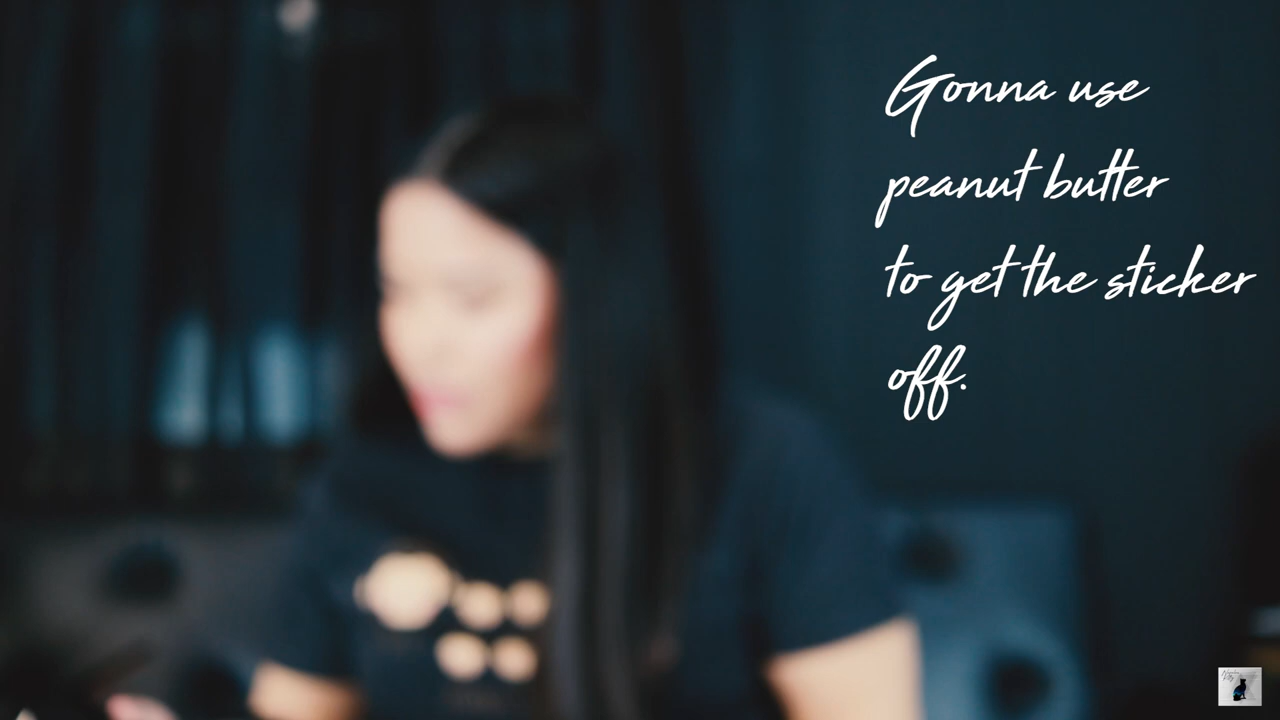 Gonna use
peanut butter
to get the sticker
off.